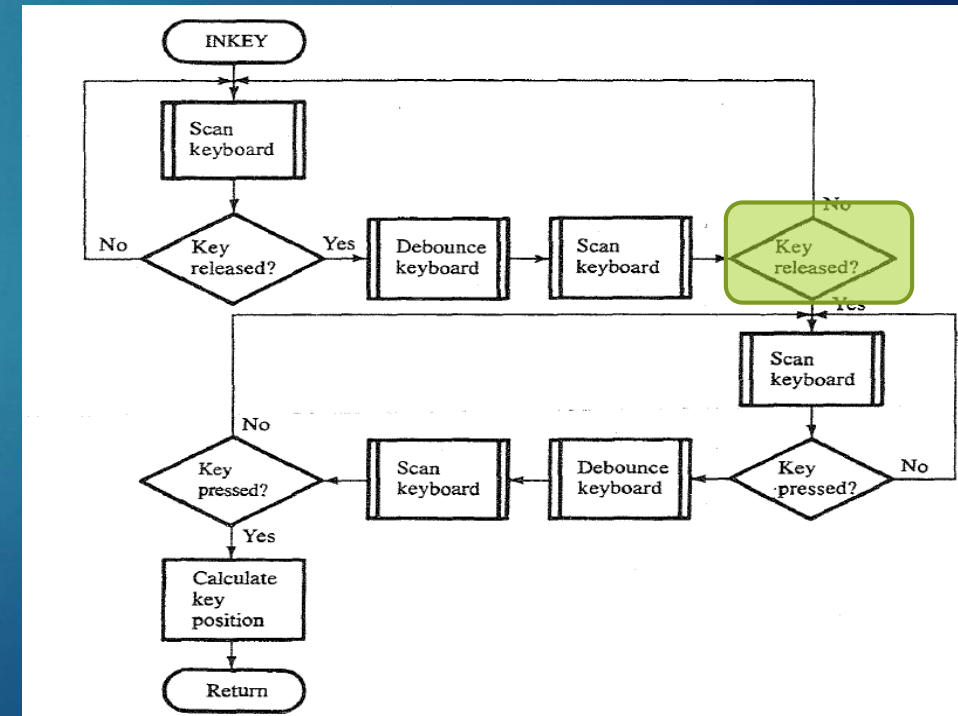 INKEY
Scan
keyboard
No
Key
released?
Yes
Debounce
keyboard
Scan
keyboard
No
Key
released?
Yes
Scan
keyboard
No
Key
pressed?
Scan
keyboard
Debounce
keyboard
Key
pressed?
No
Yes
Calculate
key
position
Return